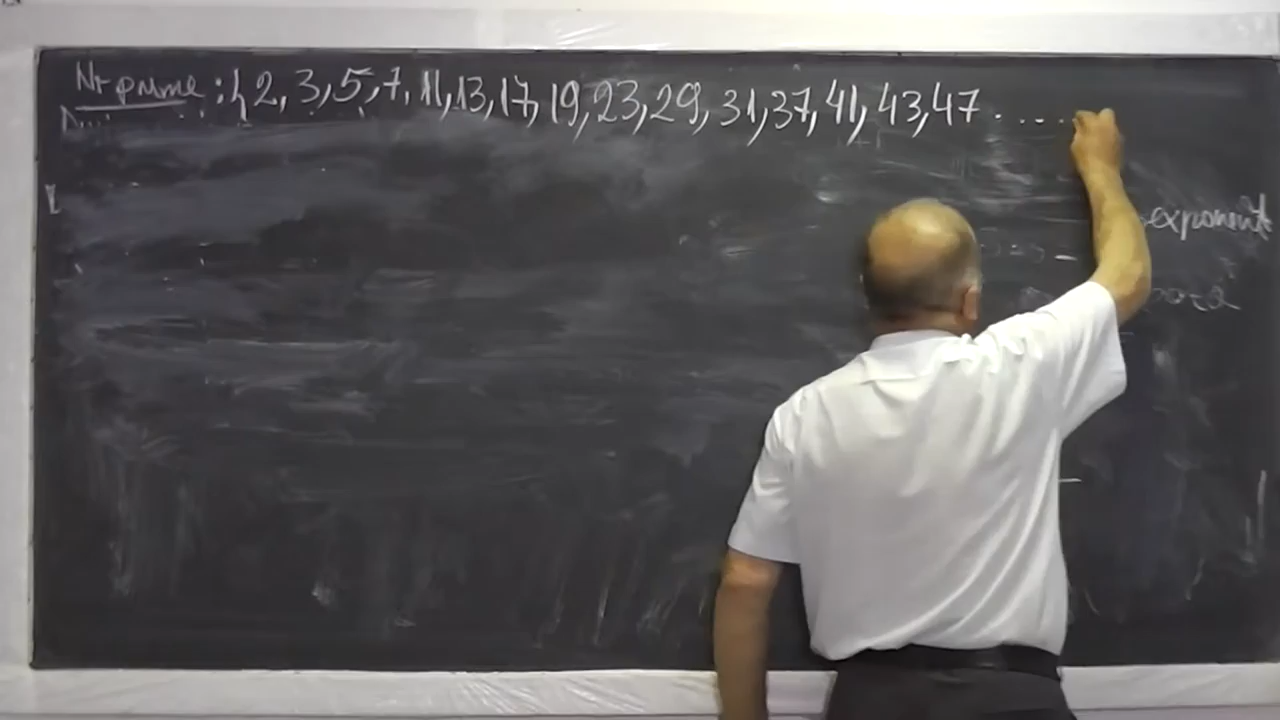 Nr prime : { 2, 3, 5, 7, 11, 13, 17, 19, 23, 29, 31, 37, 41, 43, 47 .....
exponent